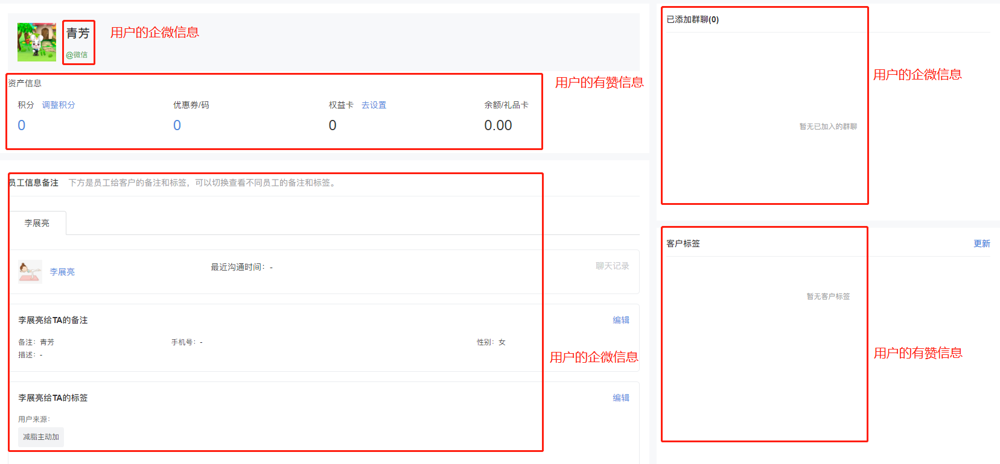 青芳
@微信
用户的企微信息
资产信息
用户的有赞信息
积分 调整积分 优惠券/码 权益卡 去设置 余额/礼品卡
0 0 0 0.00
员工信息备注 下方是员工给客户的备注和标签，可以切换查看不同员工的备注和标签。
李展亮
李展亮 最近沟通时间：- 聊天记录
李展亮给TA的备注 编辑
备注：青芳 手机号：- 性别：女
描述：-
用户的企微信息
李展亮给TA的标签 编辑
用户来源：
减脂主动加
已添加群聊(0)
用户的企微信息
暂无已加入的群聊
客户标签 更新
暂无客户标签
用户的有赞信息